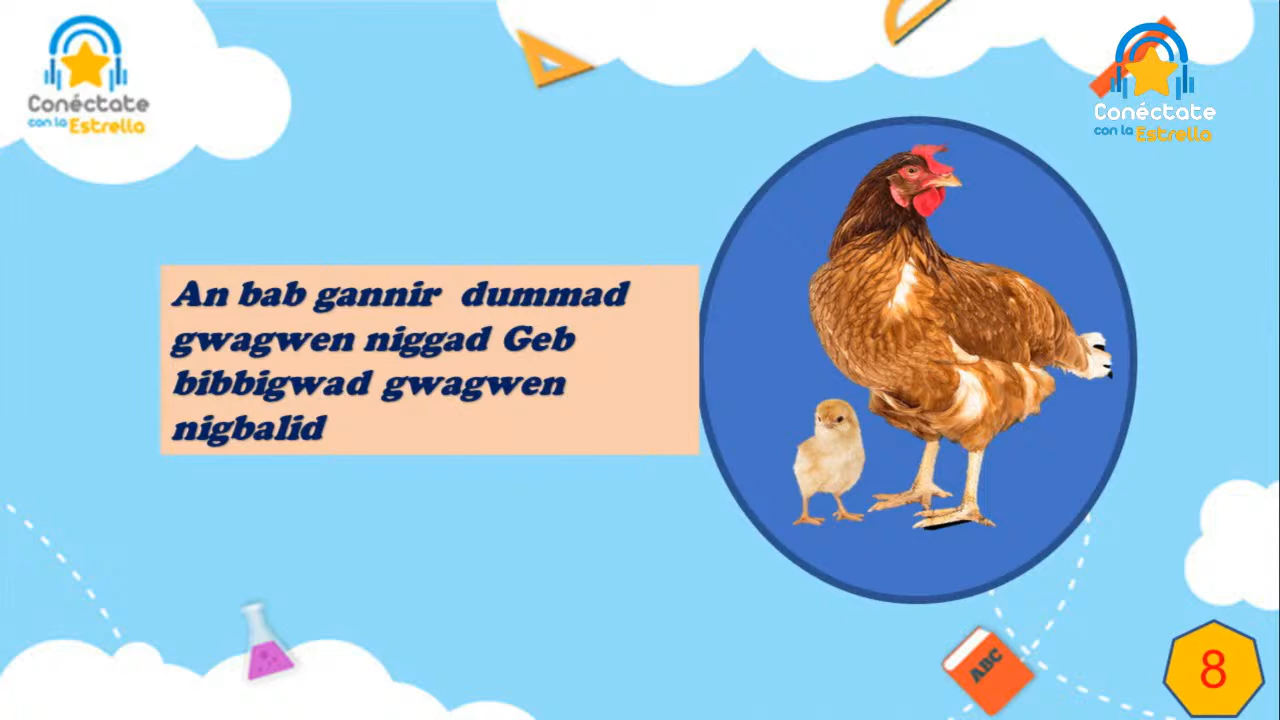 Conéctate
con la Estrella
Conéctate
con la Estrella
An bab gannir dummad
gwagwen niggad Geb
bibbigwad gwagwen
nigbalid
ABC
8